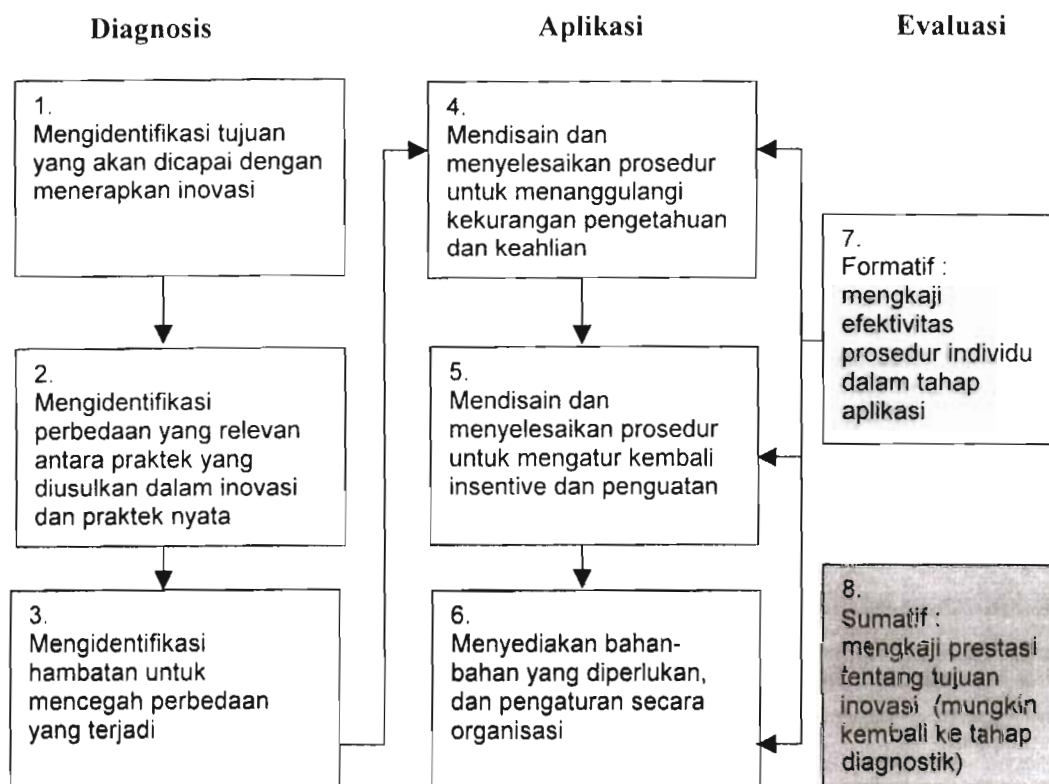 Diagnosis
Aplikasi
Evaluasi
1.
Mengidentifikasi tujuan
yang akan dicapai dengan
menerapkan inovasi
2.
Mengidentifikasi
perbedaan yang relevan
antara praktek yang
diusulkan dalam inovasi
dan praktek nyata
3.
Mengidentifikasi
hambatan untuk
mencegah perbedaan
yang terjadi
4.
Mendisain dan
menyelesaikan prosedur
untuk menanggulangi
kekurangan pengetahuan
dan keahlian
5.
Mendisain dan
menyelesaikan prosedur
untuk mengatur kembali
insentive dan penguatan
6.
Menyediakan bahan-
bahan yang diperlukan,
dan pengaturan secara
organisasi
7.
Formatif :
mengkaji
efektivitas
prosedur individu
dalam tahap
aplikasi
8.
Sumatif :
mengkaji prestasi
tentang tujuan
inovasi (mungkin
kembali ke tahap
diagnostik)